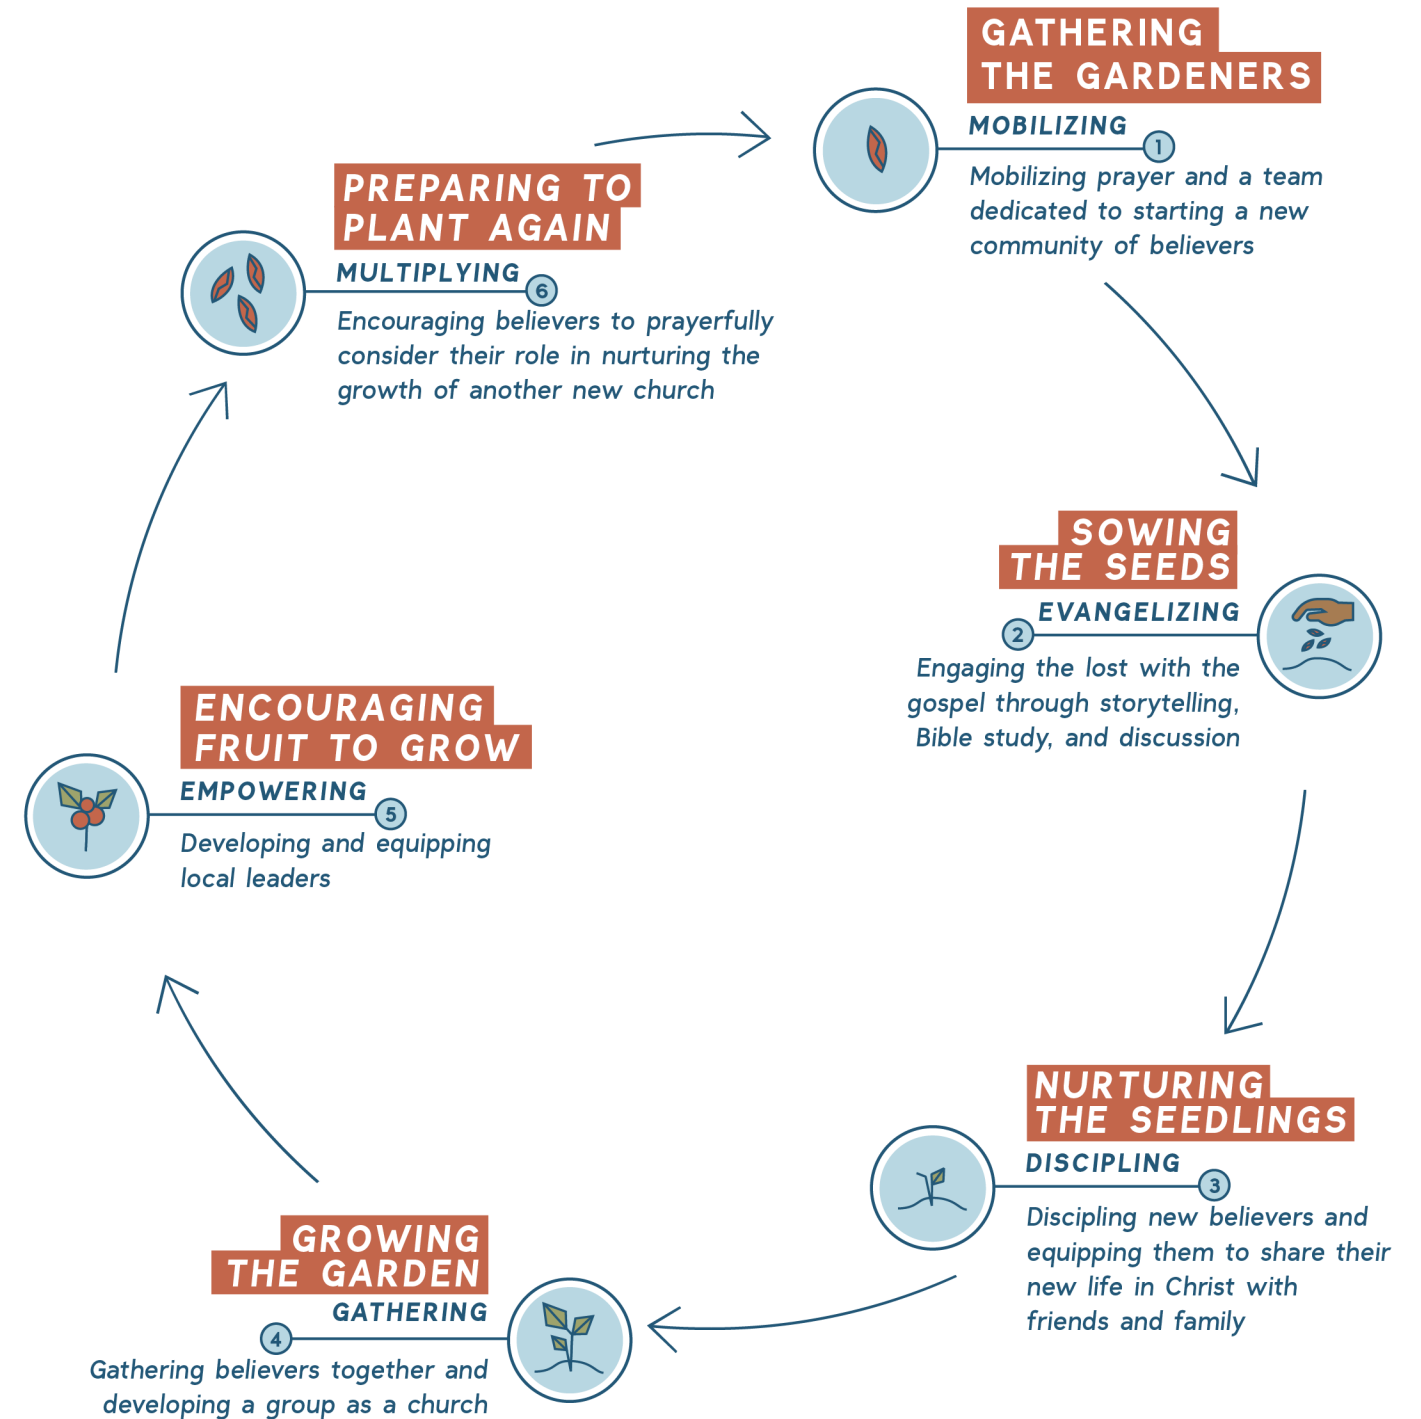 GATHERING
THE GARDENERS
MOBILIZING
1
Mobilizing prayer and a team
dedicated to starting a new
community of believers
SOWING
THE SEEDS
EVANGELIZING
2
Engaging the lost with the
gospel through storytelling,
Bible study, and discussion
NURTURING
THE SEEDLINGS
DISCIPLING
3
Discipling new believers and
equipping them to share their
new life in Christ with
friends and family
GROWING
THE GARDEN
GATHERING
4
Gathering believers together and
developing a group as a church
ENCOURAGING
FRUIT TO GROW
EMPOWERING
5
Developing and equipping
local leaders
PREPARING TO
PLANT AGAIN
MULTIPLYING
6
Encouraging believers to prayerfully
consider their role in nurturing the
growth of another new church